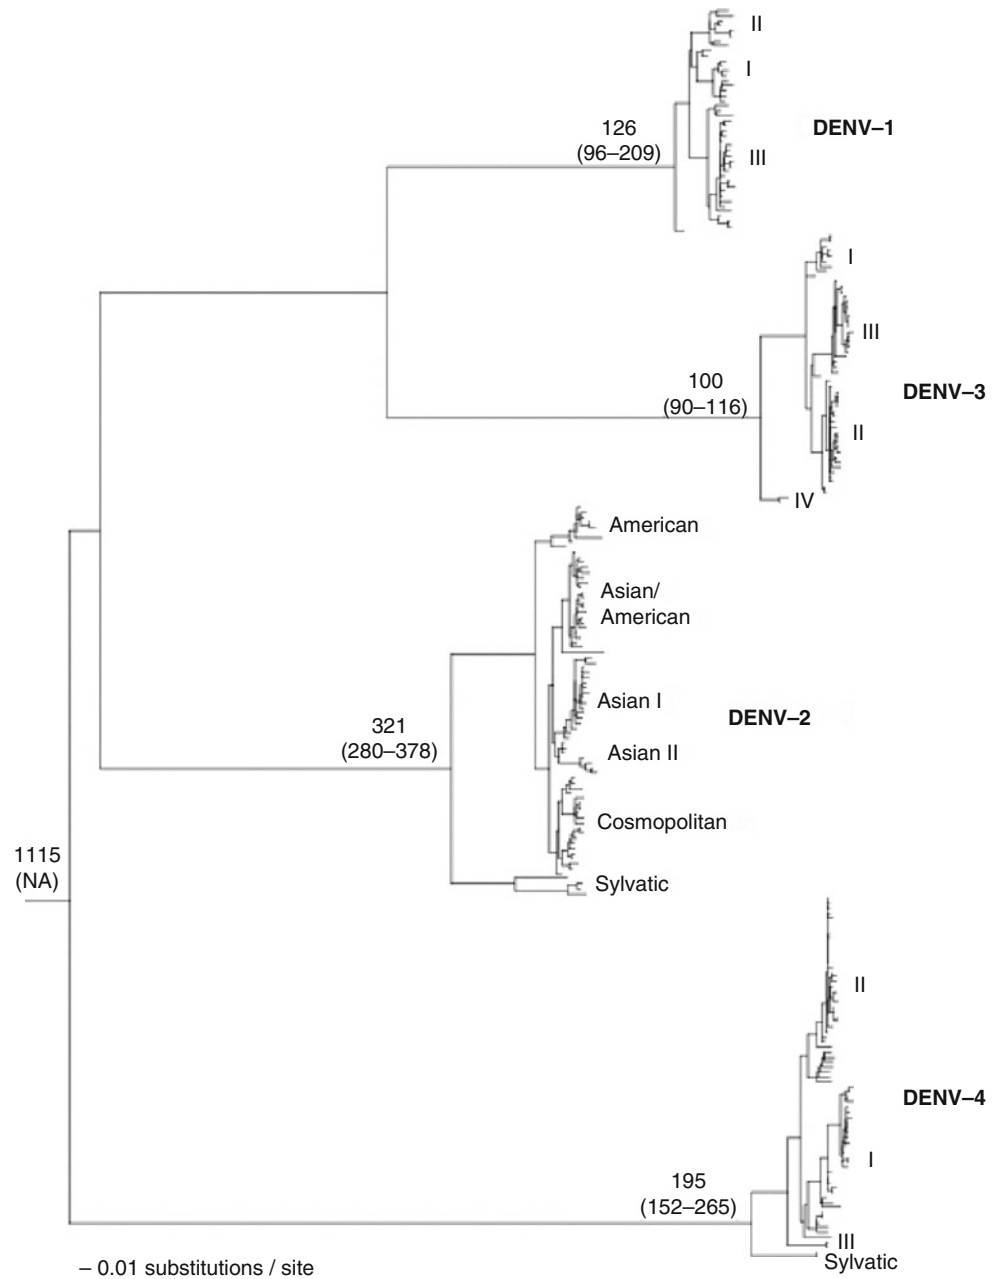 II
I
126
(96–209)
DENV–1
III
I
III
100
(90–116)
DENV–3
II
IV
American
Asian/
American
Asian I
321
(280–378)
DENV–2
Asian II
Cosmopolitan
1115
(NA)
Sylvatic
II
DENV–4
I
195
(152–265)
III
Sylvatic
– 0.01 substitutions / site